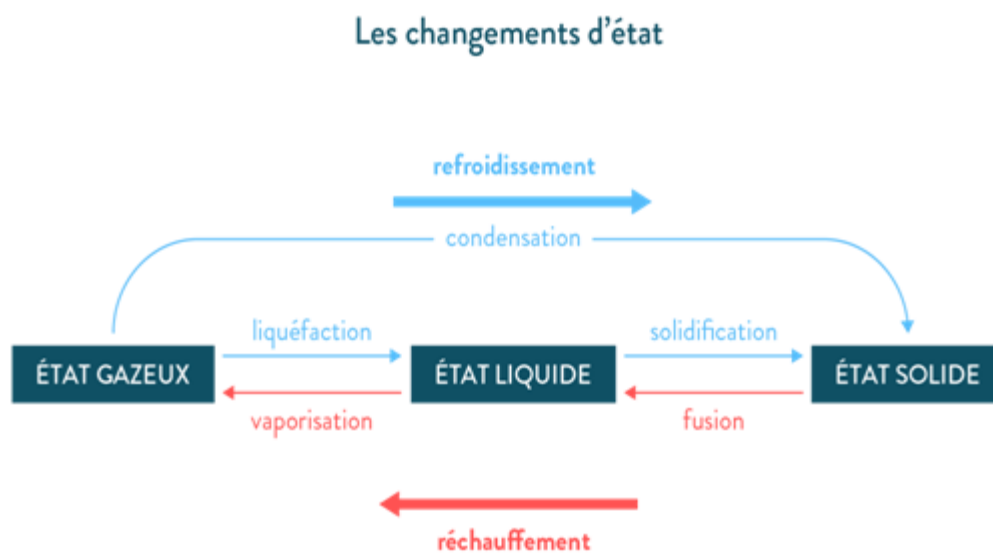 Les changements d'état
refroidissement
condensation
liquéfaction
solidification
ÉTAT GAZEUX
ÉTAT LIQUIDE
ÉTAT SOLIDE
vaporisation
fusion
réchauffement